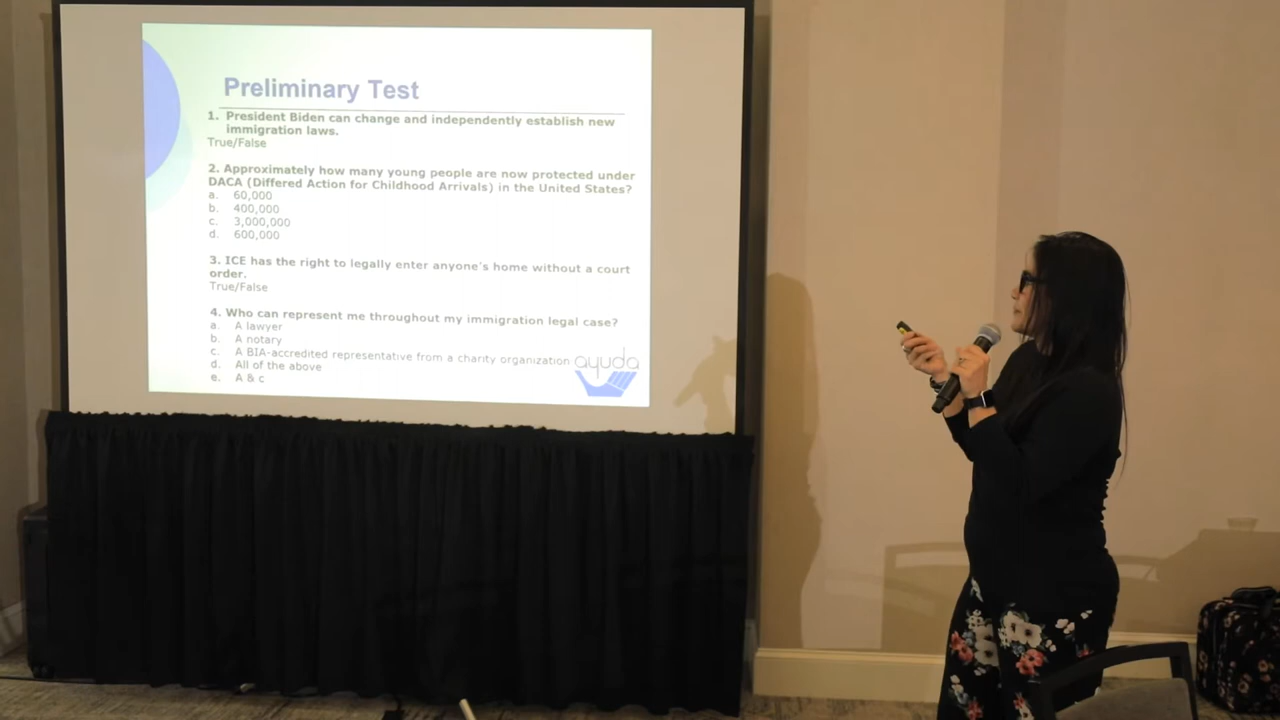 Preliminary Test
1. President Biden can change and independently establish new
immigration laws.
True/False
2. Approximately how many young people are now protected under
DACA (Differed Action for Childhood Arrivals) in the United States?
a. 60,000
b. 400,000
c. 3,000,000
d. 600,000
3. ICE has the right to legally enter anyone's home without a court
order.
True/False
4. Who can represent me throughout my immigration legal case?
a. A lawyer
b. A notary
c. A BIA-accredited representative from a charity organization
d. All of the above
e. A & c
ayuda